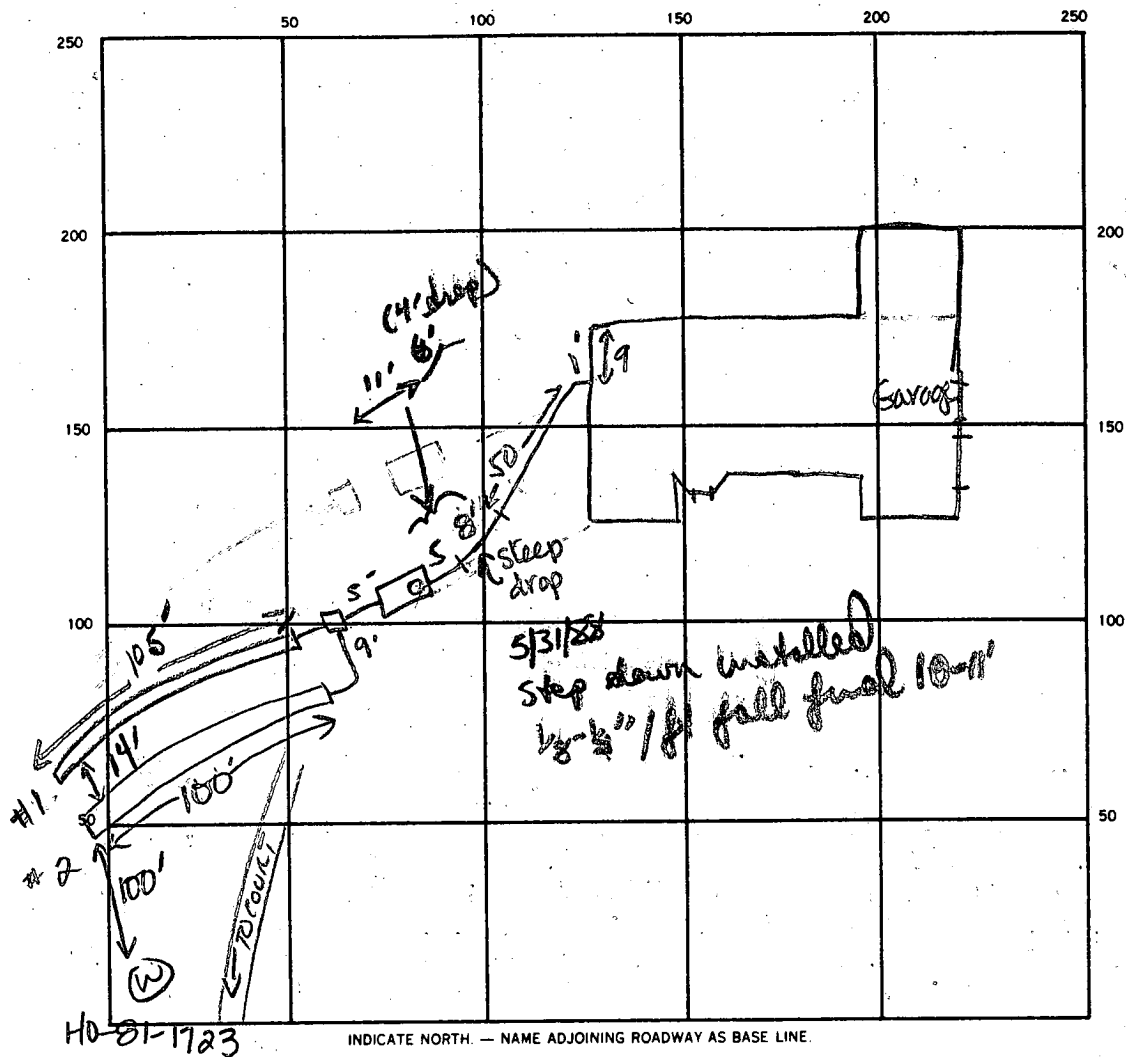 50 100 150 200 250
250
200 200
(4' drop)
11' 6'
1' 9
Garage
150 150
50
8'
5
steep
drop
5'
100 100
105'
9'
5/31/88
Step down installed
1/8-1/4"/ft fall final 10-11'
14'
100'
#1
50 50
#2
100'
TO COURT
W
HO-81-1723
INDICATE NORTH. — NAME ADJOINING ROADWAY AS BASE LINE.